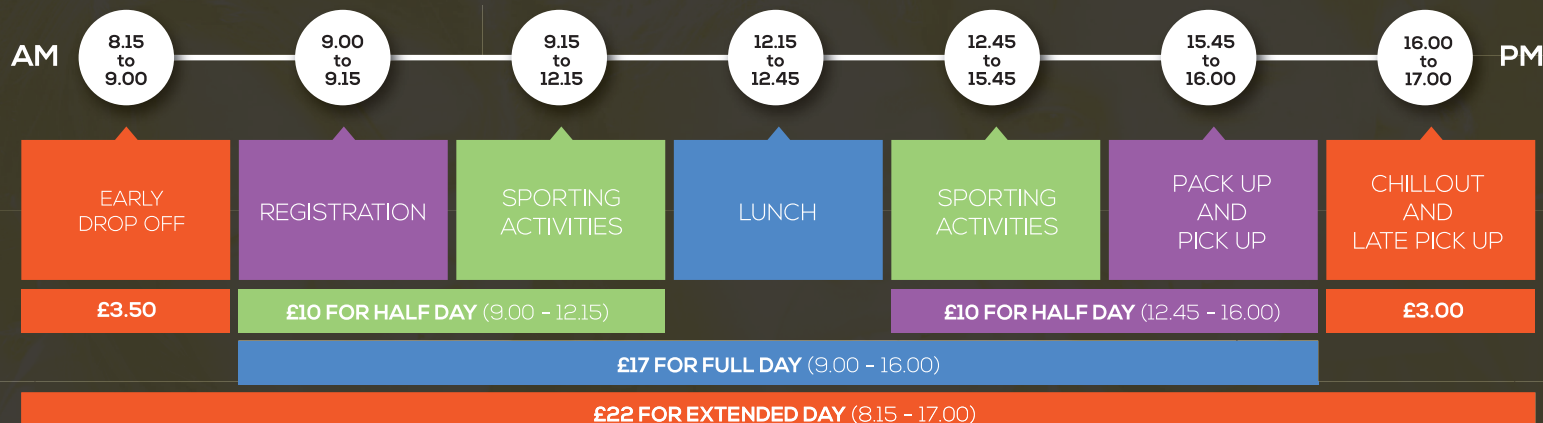 AM
8.15
to
9.00
9.00
to
9.15
9.15
to
12.15
12.15
to
12.45
12.45
to
15.45
15.45
to
16.00
16.00
to
17.00
PM
EARLY
DROP OFF
REGISTRATION
SPORTING
ACTIVITIES
LUNCH
SPORTING
ACTIVITIES
PACK UP
AND
PICK UP
CHILLOUT
AND
LATE PICK UP
£3.50
£10 FOR HALF DAY (9.00 - 12.15)
£10 FOR HALF DAY (12.45 - 16.00)
£3.00
£17 FOR FULL DAY (9.00 - 16.00)
£22 FOR EXTENDED DAY (8.15 - 17.00)